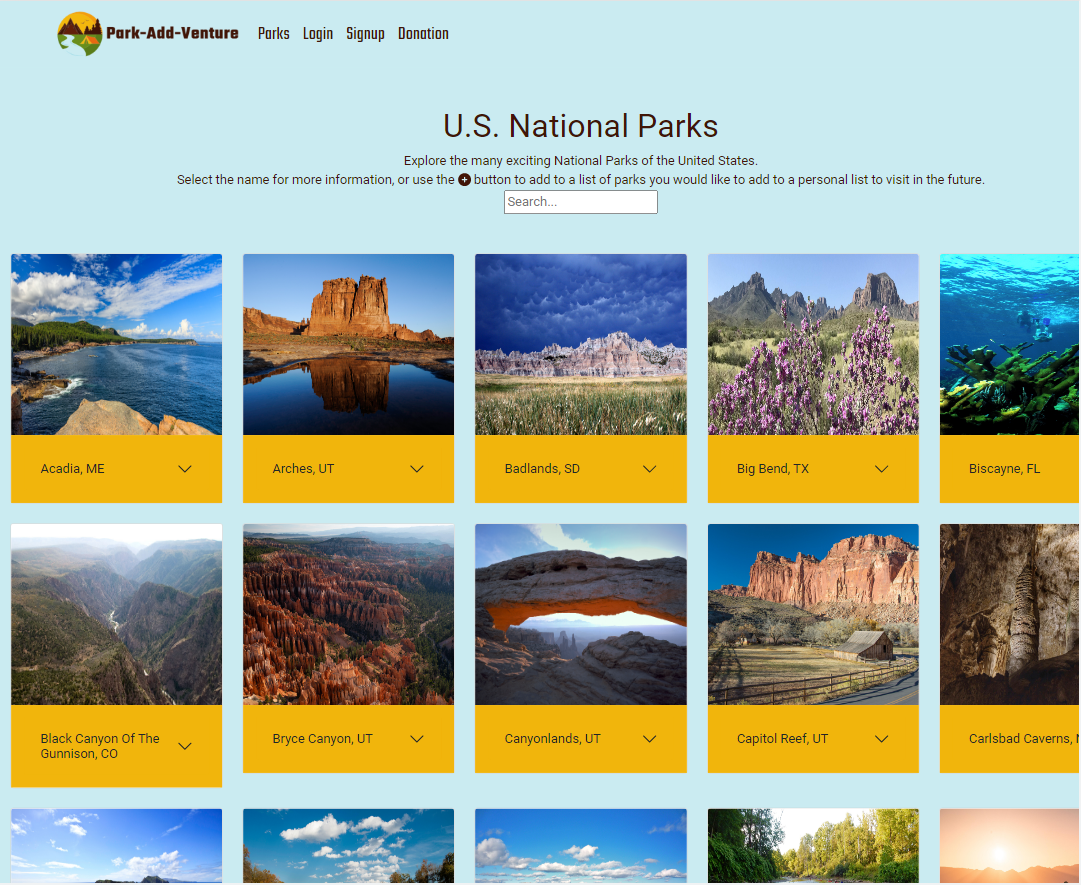 Park-Add-Venture Parks Login Signup Donation
U.S. National Parks
Explore the many exciting National Parks of the United States.
Select the name for more information, or use the button to add to a list of parks you would like to add to a personal list to visit in the future.
Search...
Acadia, ME
Arches, UT
Badlands, SD
Big Bend, TX
Biscayne, FL
Black Canyon Of The
Gunnison, CO
Bryce Canyon, UT
Canyonlands, UT
Capitol Reef, UT
Carlsbad Caverns,